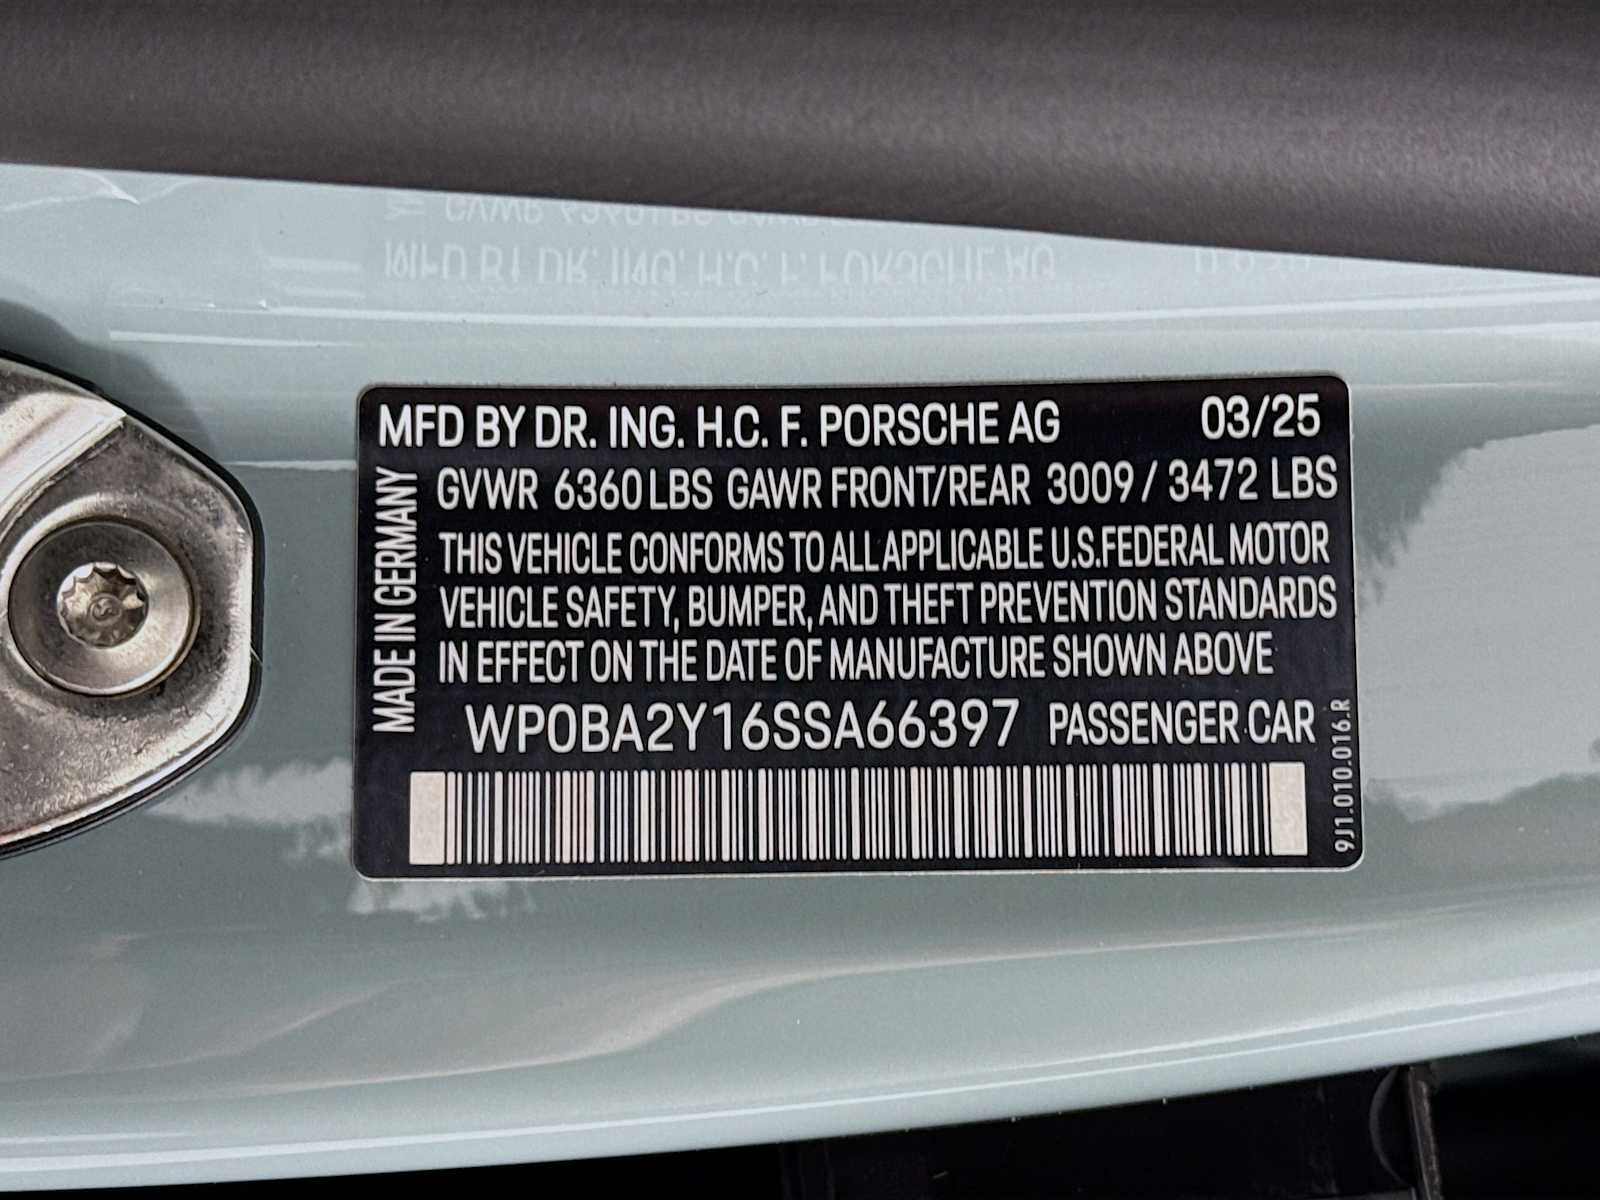 MFD BY DR. ING. H.C. F. PORSCHE AG 03/25
GVWR 6360 LBS GAWR FRONT/REAR 3009 / 3472 LBS
THIS VEHICLE CONFORMS TO ALL APPLICABLE U.S.FEDERAL MOTOR
VEHICLE SAFETY, BUMPER, AND THEFT PREVENTION STANDARDS
IN EFFECT ON THE DATE OF MANUFACTURE SHOWN ABOVE
WP0BA2Y16SSA66397 PASSENGER CAR
MADE IN GERMANY
9J1.010.016.R